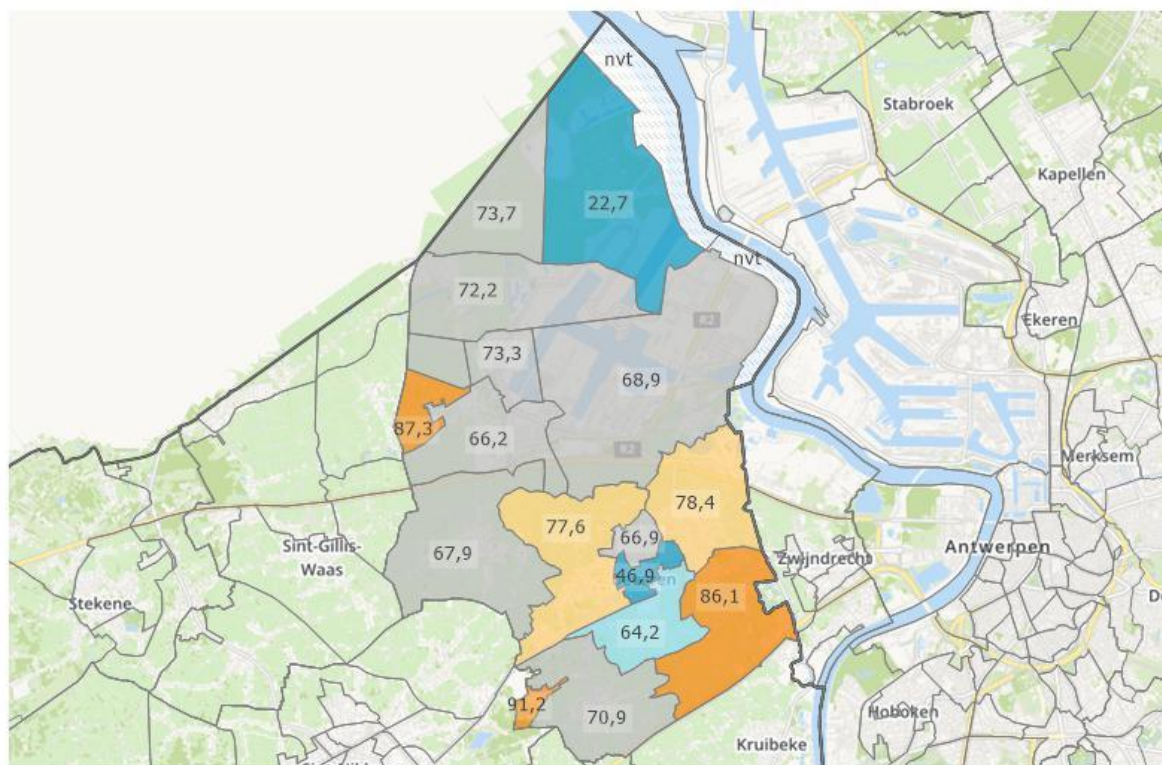 nvt
Stabroek
Kapellen
73,7
22,7
nvt
72,2
Ekeren
73,3
68,9
87,3
66,2
Merksem
78,4
77,6
66,9
Sint-Gillis-
Waas
67,9
Antwerpen
Zwijndrecht
46,9
Stekene
86,1
64,2
91,2
70,9
Hoboken
Kruibeke